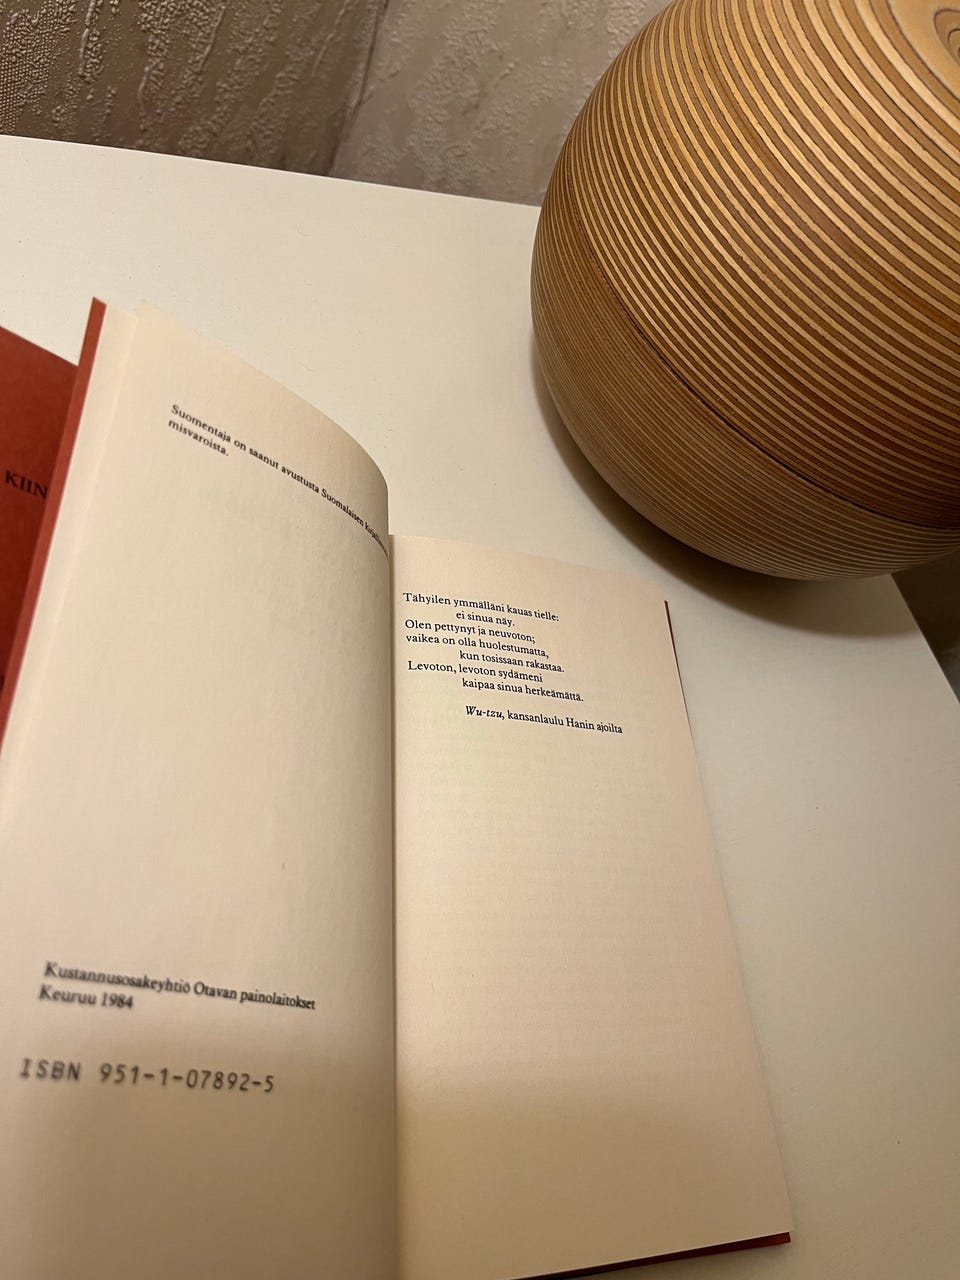 KIIN
Suomentaja on saanut avustusta Suomalaisen
misvaroista.
Kustannusosakeyhtiö Otavan painolaitokset
Keuruu 1984
ISBN 951-1-07892-5
Tähyilen ymmälläni kauas tielle:
ei sinua näy.
Olen pettynyt ja neuvoton;
vaikea on olla huolestumatta,
kun tosissaan rakastaa.
Levoton, levoton sydämeni
kaipaa sinua herkeämättä.
Wu-tzu, kansanlaulu Hanin ajoilta